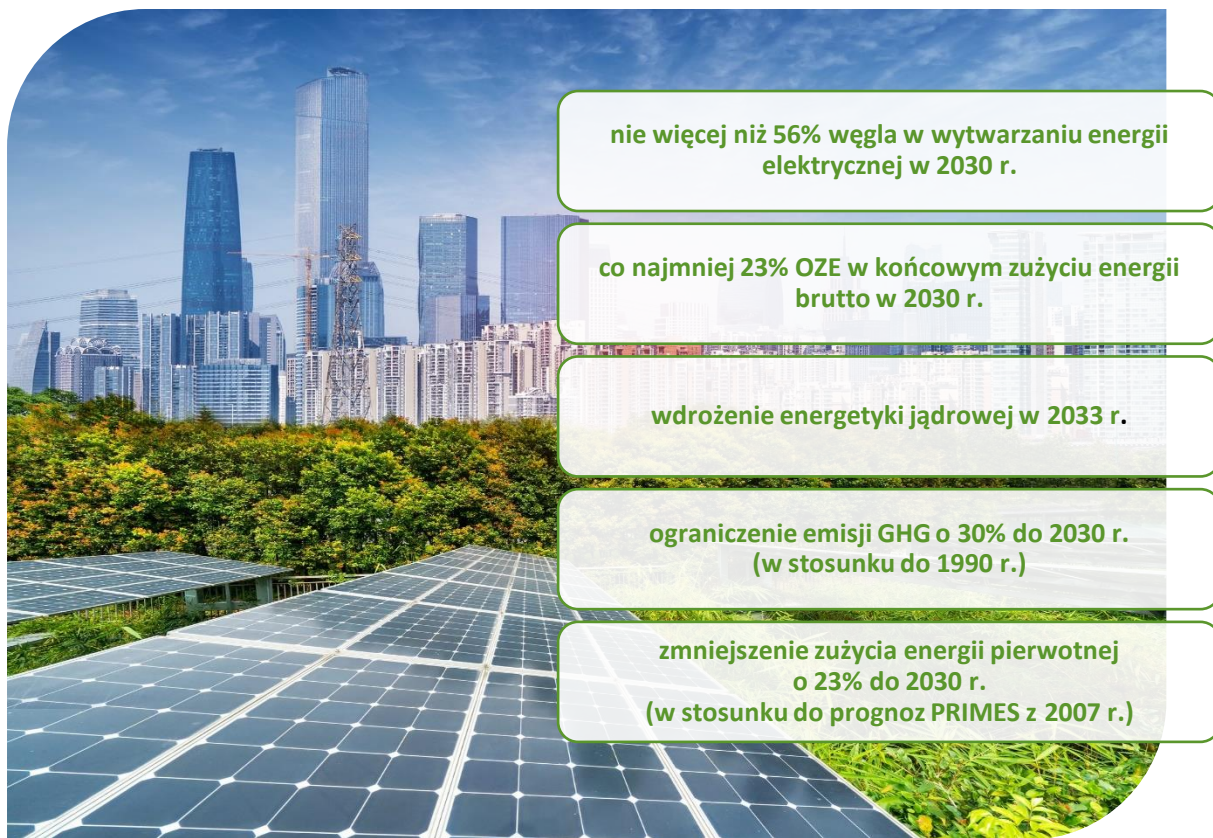 nie więcej niż 56% węgla w wytwarzaniu energii
elektrycznej w 2030 r.
co najmniej 23% OZE w końcowym zużyciu energii
brutto w 2030 r.
wdrożenie energetyki jądrowej w 2033 r.
ograniczenie emisji GHG o 30% do 2030 r.
(w stosunku do 1990 r.)
zmniejszenie zużycia energii pierwotnej
o 23% do 2030 r.
(w stosunku do prognoz PRIMES z 2007 r.)